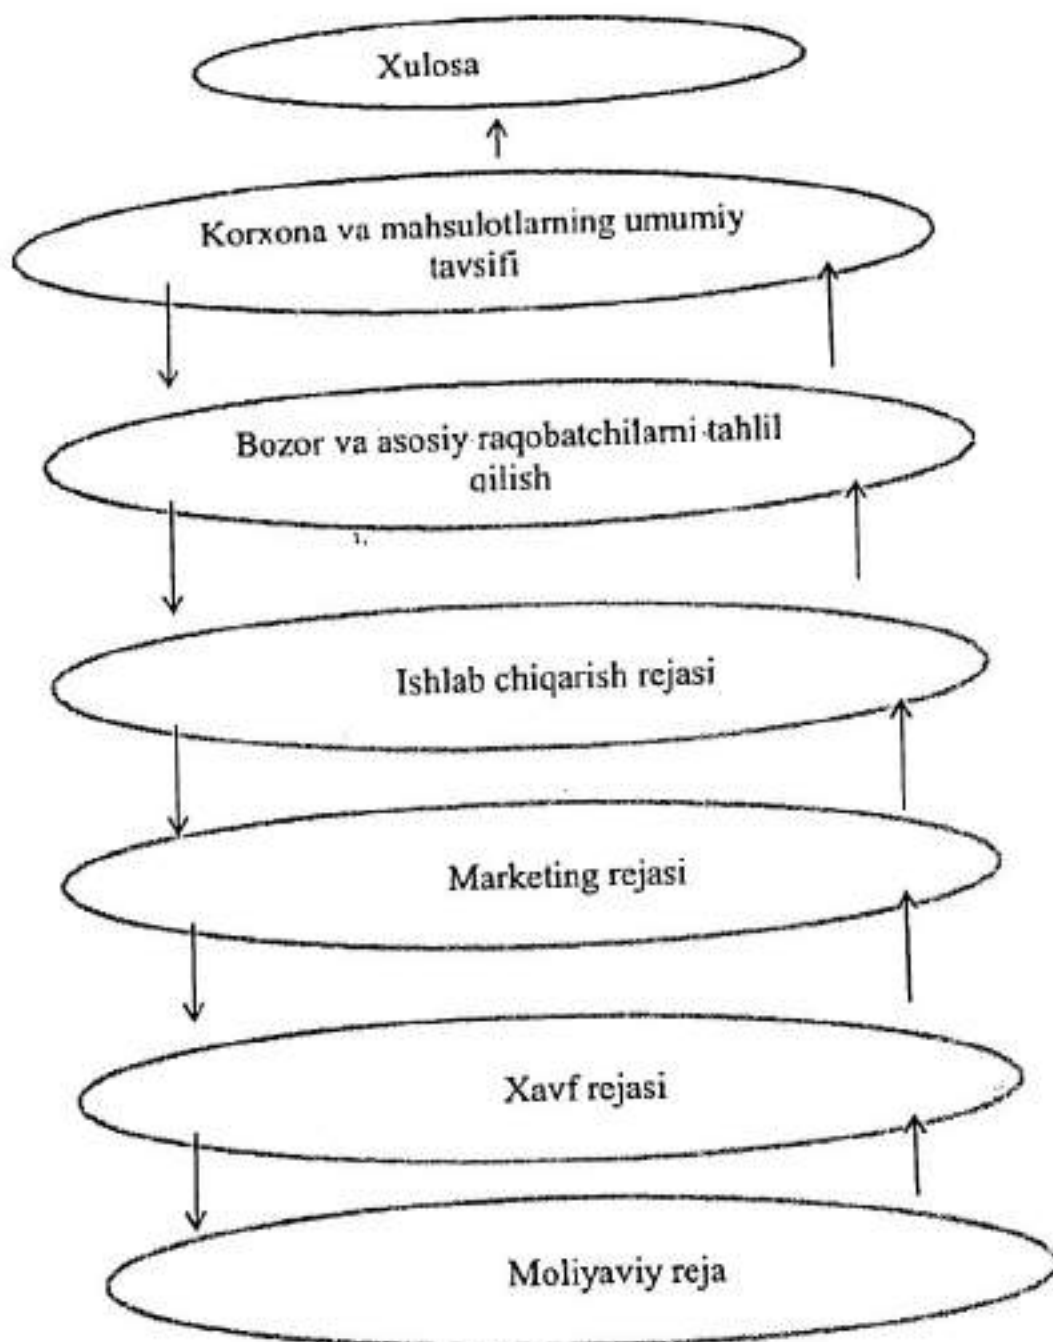 Xulosa
Korxona va mahsulotlarning umumiy
tavsifi
Bozor va asosiy raqobatchilarni tahlil
qilish
Ishlab chiqarish rejasi
Marketing rejasi
Xavf rejasi
Moliyaviy reja